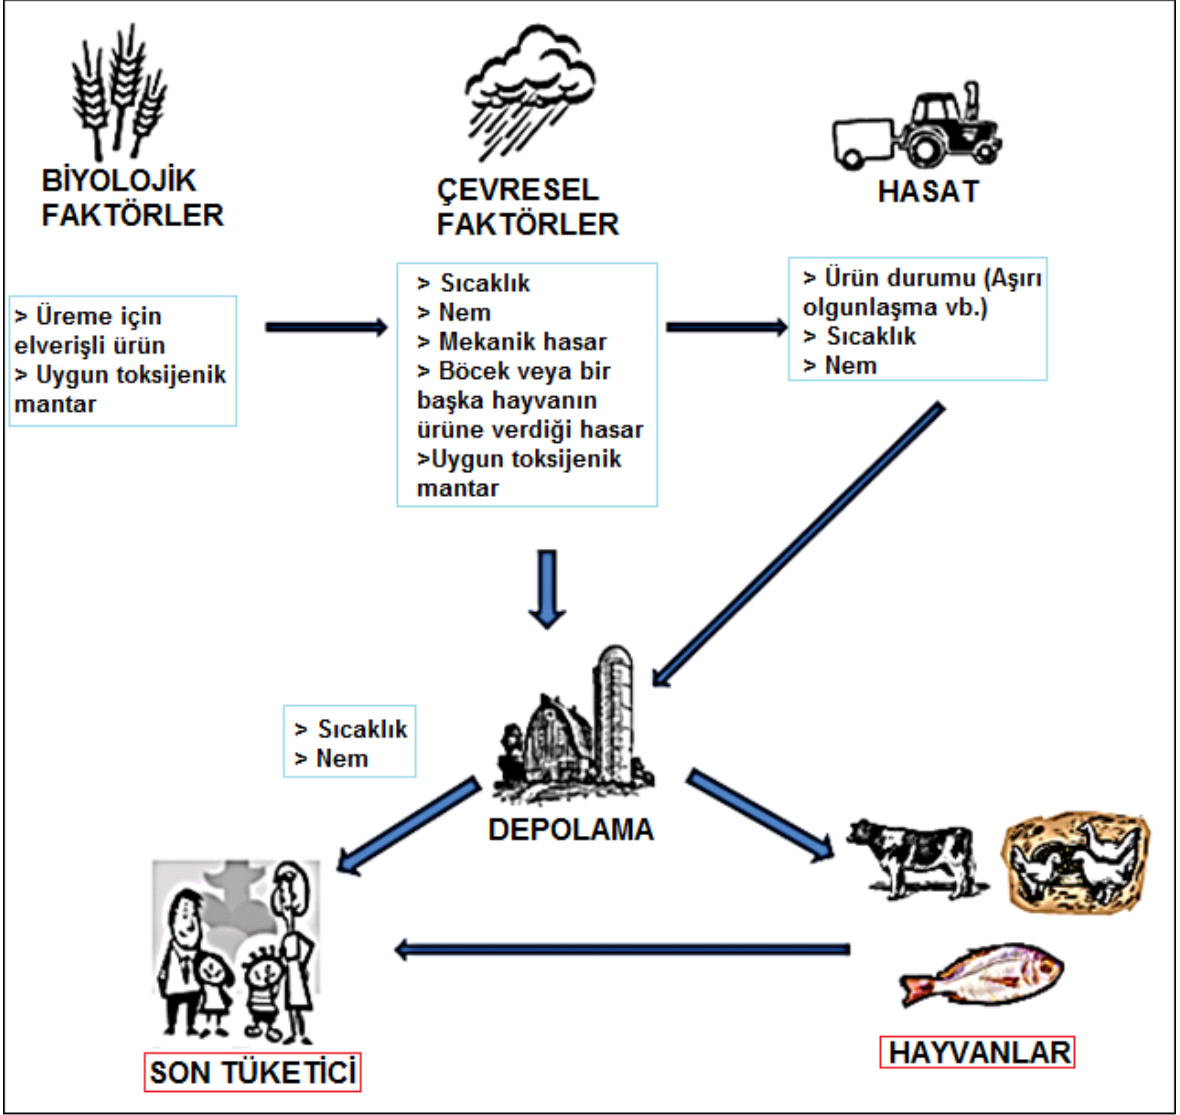 BİYOLOJİK
FAKTÖRLER
ÇEVRESEL
FAKTÖRLER
HASAT
> Üreme için
elverişli ürün
> Uygun toksijenik
mantar
> Sıcaklık
> Nem
> Mekanik hasar
> Böcek veya bir
başka hayvanın
ürüne verdiği hasar
>Uygun toksijenik
mantar
> Ürün durumu (Aşırı
olgunlaşma vb.)
> Sıcaklık
> Nem
> Sıcaklık
> Nem
DEPOLAMA
SON TÜKETİCİ
HAYVANLAR